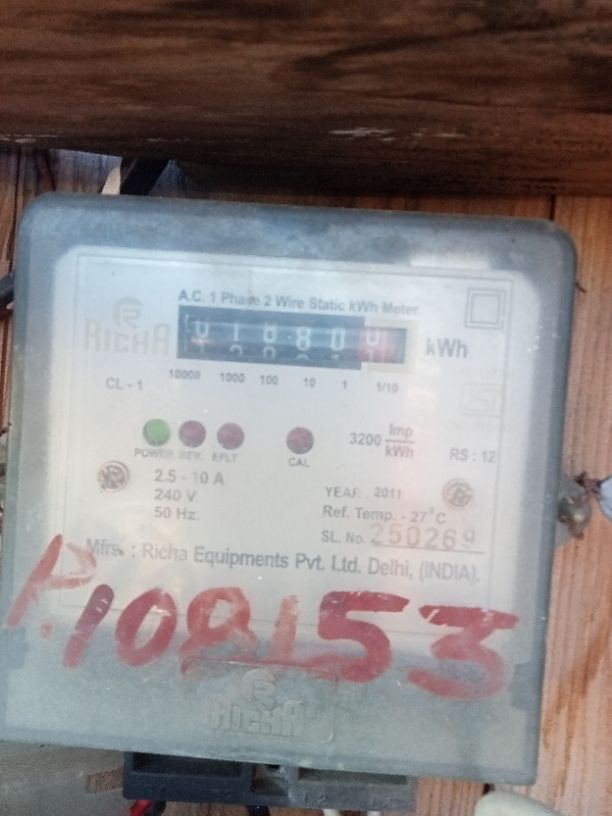 A.C. 1 Phase 2 Wire Static kWh Meter.
RICHA
kWh
CL - 1
10000 1000 100 10 1 1/10
POWER REV. EFLT CAL
3200 Imp/kWh
RS : 12
2.5 - 10 A
240 V.
50 Hz.
YEAR. 2011
Ref. Temp. - 27°C
SL. No. 250269
Mfrs. : Richa Equipments Pvt. Ltd. Delhi, (INDIA).
P.108153
RICHA